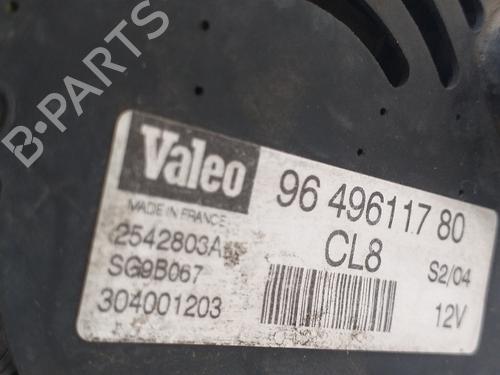 B-PARTS
Valeo
MADE IN FRANCE
96 496117 80
2542803A
CL8
S2/04
SG9B067
304001203
12V